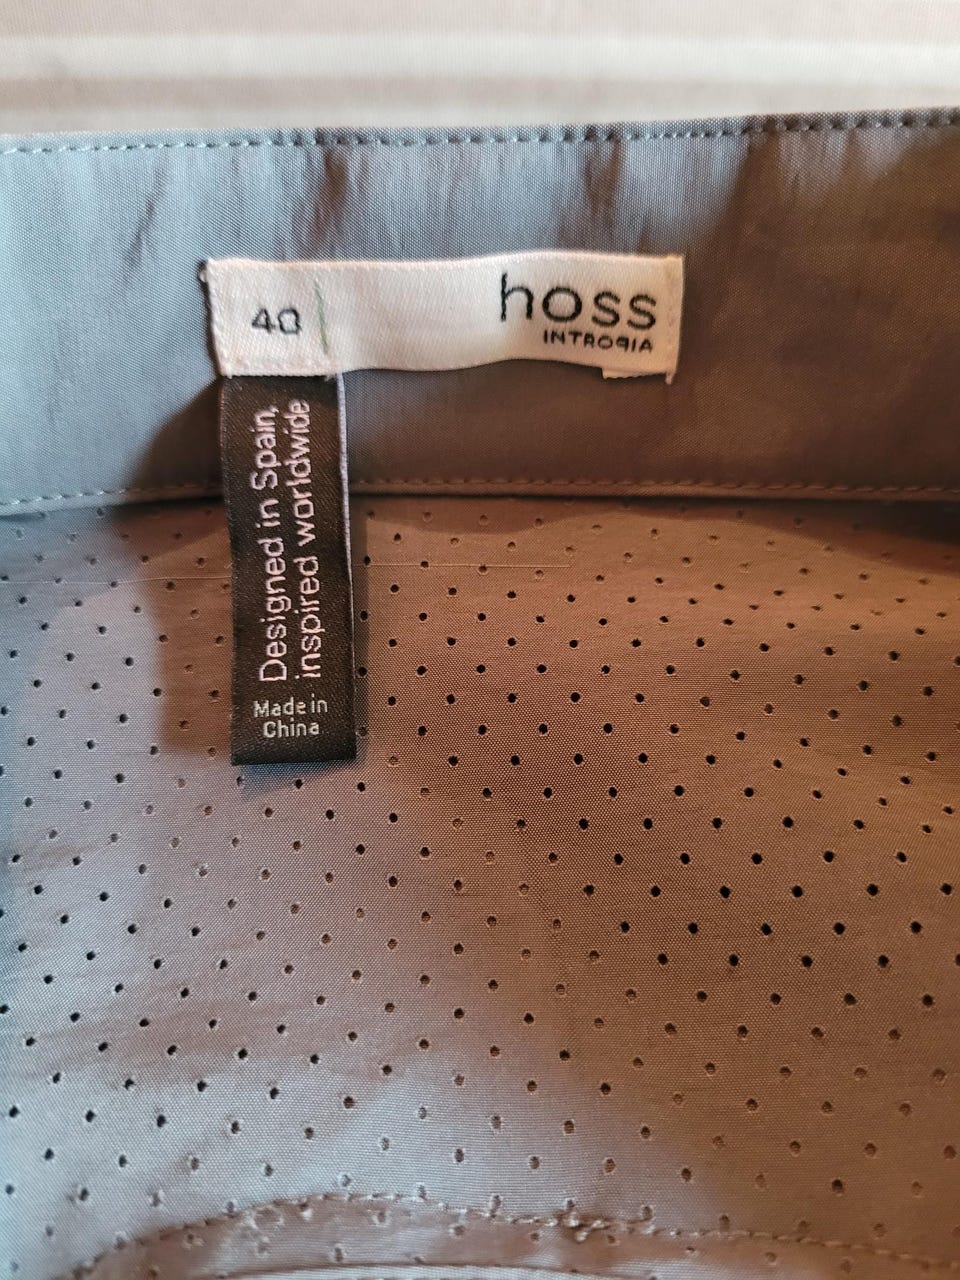 40
hoss
INTROPIA
Designed in Spain,
inspired worldwide
Made in
China